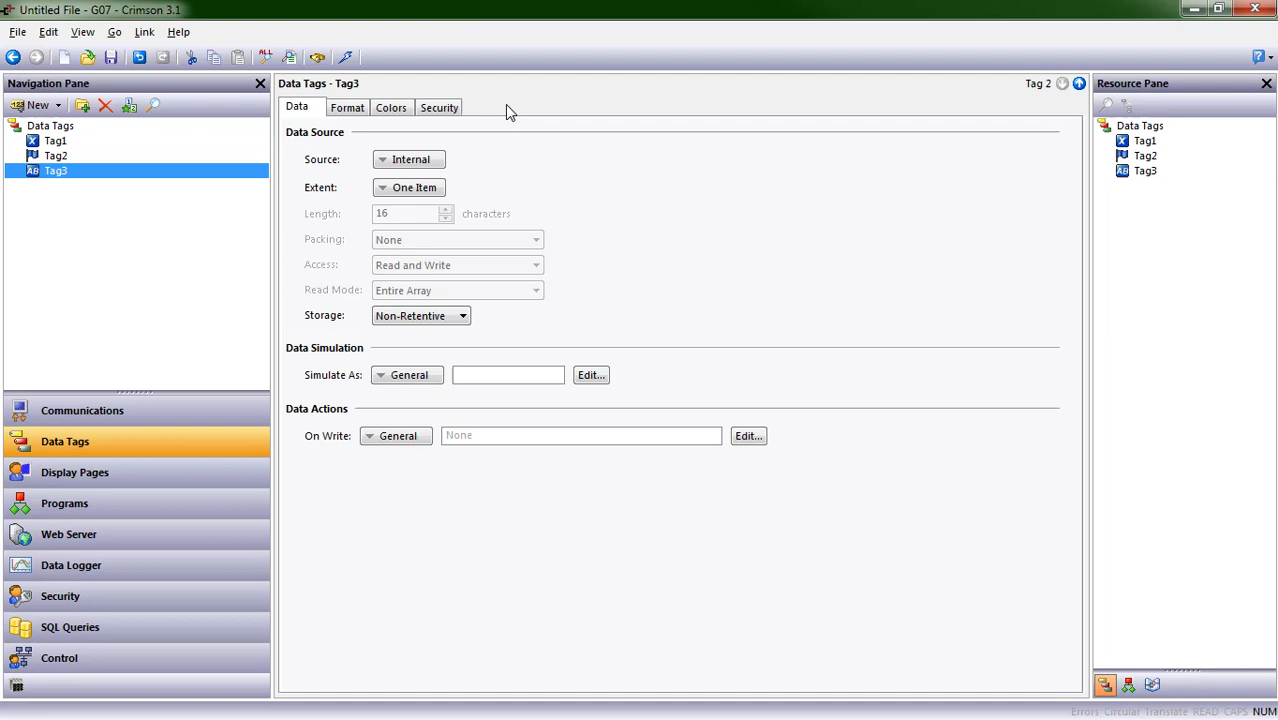 Untitled File - G07 - Crimson 3.1
File Edit View Go Link Help
Navigation Pane
New
Data Tags
Tag1
Tag2
Tag3
Communications
Data Tags
Display Pages
Programs
Web Server
Data Logger
Security
SQL Queries
Control
Data Tags - Tag3
Tag 2
Data Format Colors Security
Data Source
Source: Internal
Extent: One Item
Length: 16 characters
Packing: None
Access: Read and Write
Read Mode: Entire Array
Storage: Non-Retentive
Data Simulation
Simulate As: General Edit...
Data Actions
On Write: General None Edit...
Resource Pane
Data Tags
Tag1
Tag2
Tag3
Errors Circular Translate READ CAPS NUM